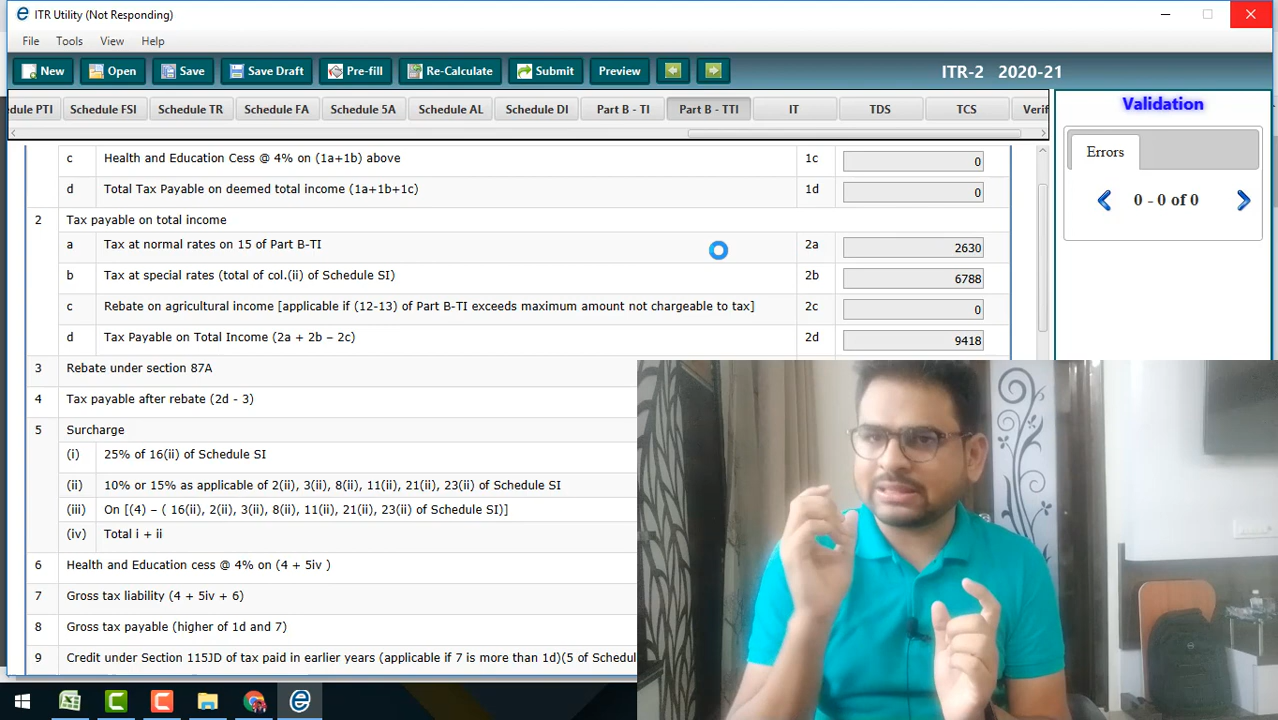 ITR Utility (Not Responding)
File Tools View Help
New Open Save Save Draft Pre-fill Re-Calculate Submit Preview ITR-2 2020-21
dule PTI Schedule FSI Schedule TR Schedule FA Schedule 5A Schedule AL Schedule DI Part B - TI Part B - TTI IT TDS TCS Verif
Validation
Errors
0 - 0 of 0
c Health and Education Cess @ 4% on (1a+1b) above 1c 0
d Total Tax Payable on deemed total income (1a+1b+1c) 1d 0
2 Tax payable on total income
a Tax at normal rates on 15 of Part B-TI 2a 2630
b Tax at special rates (total of col.(ii) of Schedule SI) 2b 6788
c Rebate on agricultural income [applicable if (12-13) of Part B-TI exceeds maximum amount not chargeable to tax] 2c 0
d Tax Payable on Total Income (2a + 2b – 2c) 2d 9418
3 Rebate under section 87A
4 Tax payable after rebate (2d - 3)
5 Surcharge
(i) 25% of 16(ii) of Schedule SI
(ii) 10% or 15% as applicable of 2(ii), 3(ii), 8(ii), 11(ii), 21(ii), 23(ii) of Schedule SI
(iii) On [(4) – ( 16(ii), 2(ii), 3(ii), 8(ii), 11(ii), 21(ii), 23(ii) of Schedule SI)]
(iv) Total i + ii
6 Health and Education cess @ 4% on (4 + 5iv )
7 Gross tax liability (4 + 5iv + 6)
8 Gross tax payable (higher of 1d and 7)
9 Credit under Section 115JD of tax paid in earlier years (applicable if 7 is more than 1d)(5 of Schedu